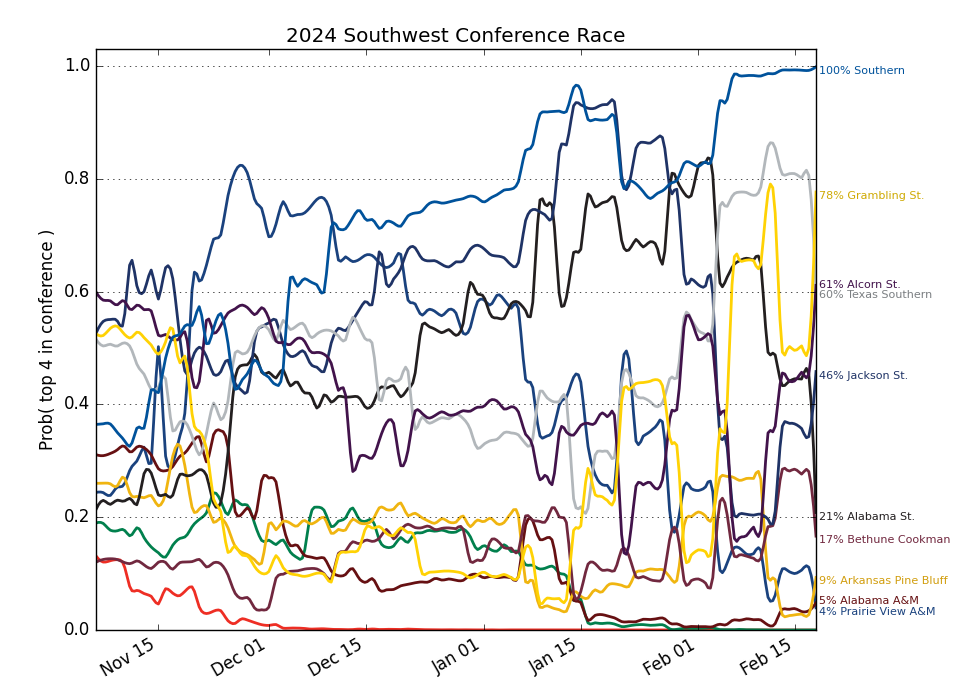 2024 Southwest Conference Race
Prob( top 4 in conference )
1.0
0.8
0.6
0.4
0.2
0.0
Nov 15
Dec 01
Dec 15
Jan 01
Jan 15
Feb 01
Feb 15
100% Southern
78% Grambling St.
61% Alcorn St.
60% Texas Southern
46% Jackson St.
21% Alabama St.
17% Bethune Cookman
9% Arkansas Pine Bluff
5% Alabama A&M
4% Prairie View A&M